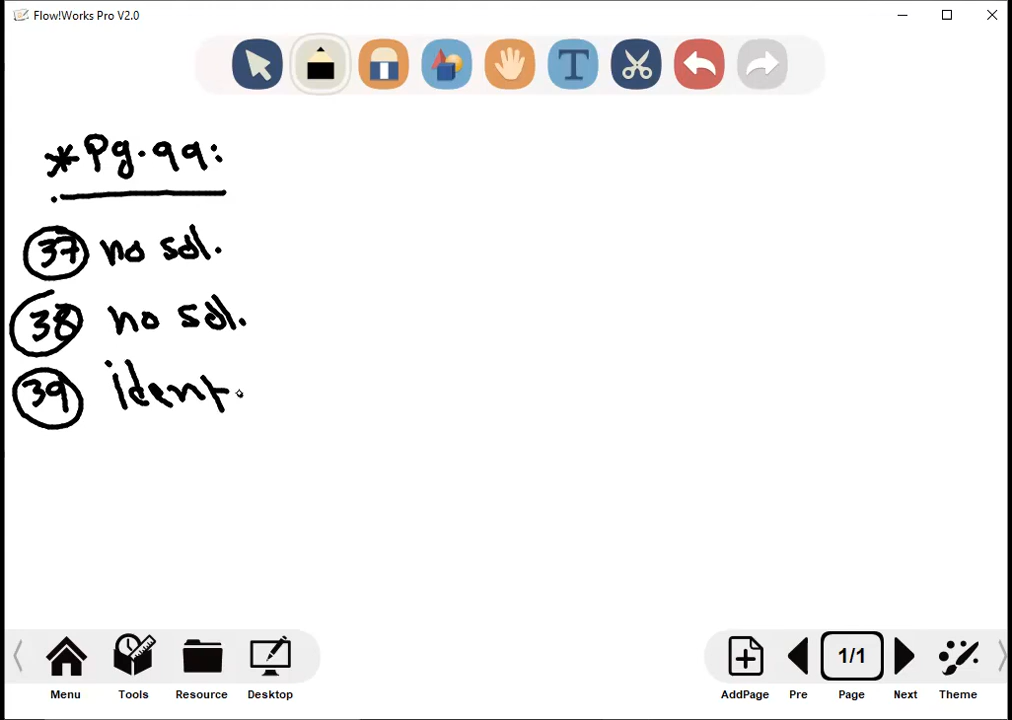 Flow!Works Pro V2.0
*Pg.99:
37 no sol.
38 no sol.
39 ident
Menu Tools Resource Desktop
1/1
AddPage Pre Page Next Theme